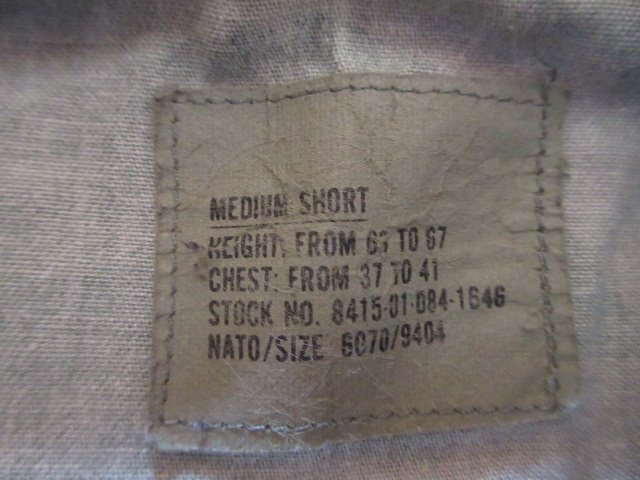 MEDIUM SHORT
HEIGHT: FROM TO 67
CHEST: FROM 37 TO 41
STOCK NO. 8415-01-084-1646
NATO/SIZE 6070/9404